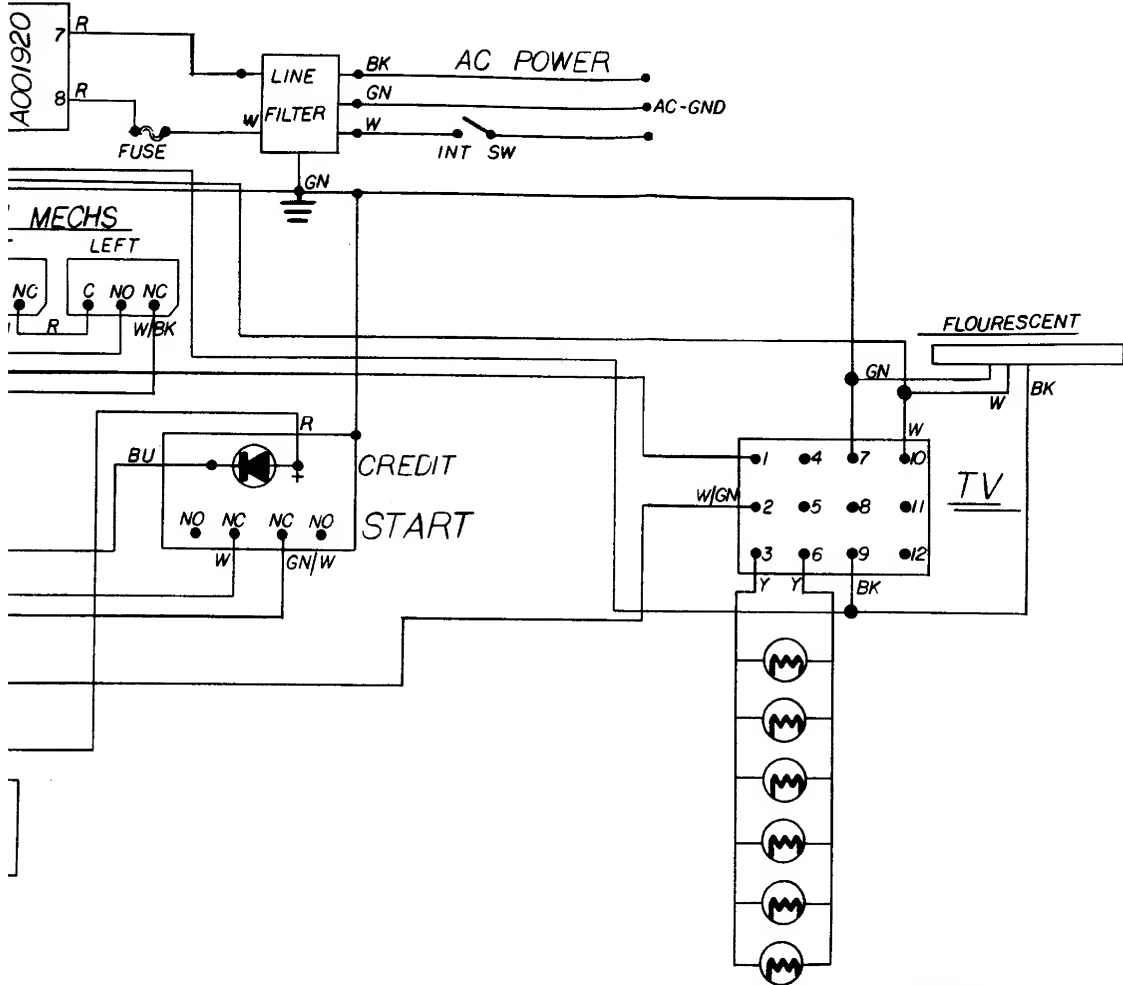 A001920
7 R
8 R
FUSE
W
LINE
FILTER
BK
AC POWER
GN
AC-GND
W
INT SW
GN
MECHS
LEFT
NC
C NO NC
R
W/BK
FLOURESCENT
GN
W
BK
W
R
BU
+
CREDIT
START
NO NC NC NO
W
GN/W
W/GN
1 4 7 10
2 5 8 11
3 6 9 12
TV
Y Y BK